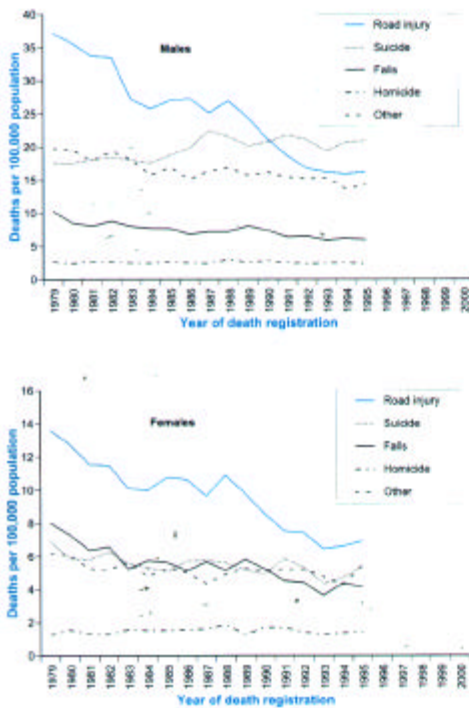 40
35
30
25
20
15
10
5
0
Deaths per 100,000 population
Males
Road injury
Suicide
Falls
Homicide
Other
1979 1980 1981 1982 1983 1984 1985 1986 1987 1988 1989 1990 1991 1992 1993 1994 1995 1996 1997 1998 1999 2000
Year of death registration
16
14
12
10
8
6
4
2
0
Deaths per 100,000 population
Females
Road injury
Suicide
Falls
Homicide
Other
1979 1980 1981 1982 1983 1984 1985 1986 1987 1988 1989 1990 1991 1992 1993 1994 1995 1996 1997 1998 1999 2000
Year of death registration